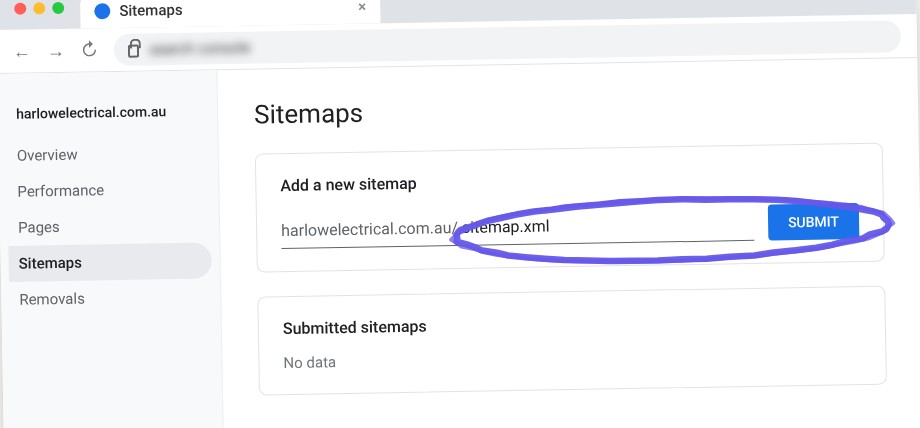 Sitemaps
harlowelectrical.com.au
Overview
Performance
Pages
Sitemaps
Removals
Sitemaps
Add a new sitemap
harlowelectrical.com.au/ sitemap.xml
SUBMIT
Submitted sitemaps
No data